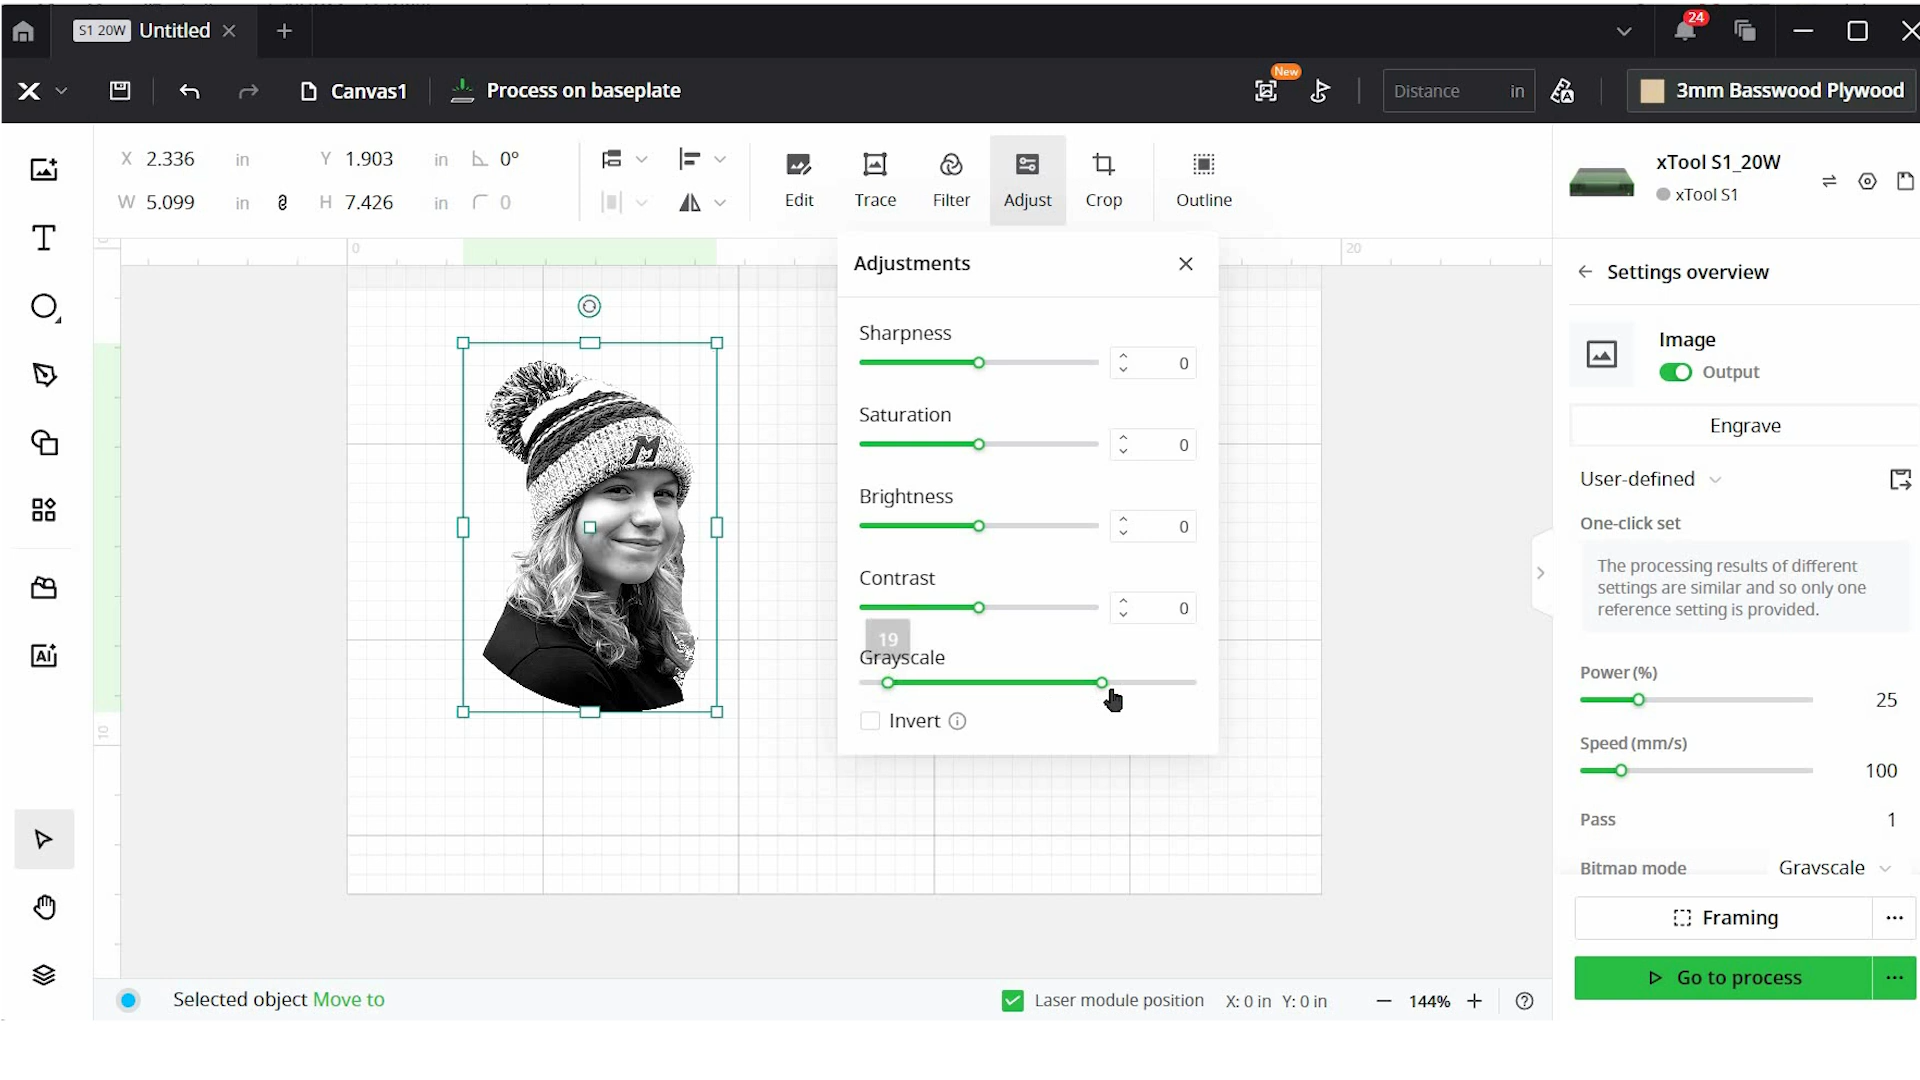 S1 20W Untitled
24
Canvas1
Process on baseplate
New
Distance in
3mm Basswood Plywood
X 2.336 in Y 1.903 in 0°
W 5.099 in H 7.426 in 0
Edit
Trace
Filter
Adjust
Crop
Outline
xTool S1_20W
xTool S1
0
20
10
M
Adjustments
Sharpness
0
Saturation
0
Brightness
0
Contrast
0
19
Grayscale
Invert
Settings overview
Image
Output
Engrave
User-defined
One-click set
The processing results of different
settings are similar and so only one
reference setting is provided.
Power (%)
25
Speed (mm/s)
100
Pass 1
Bitmap mode Grayscale
Framing
Go to process
AI
Selected object Move to
Laser module position X: 0 in Y: 0 in
144%